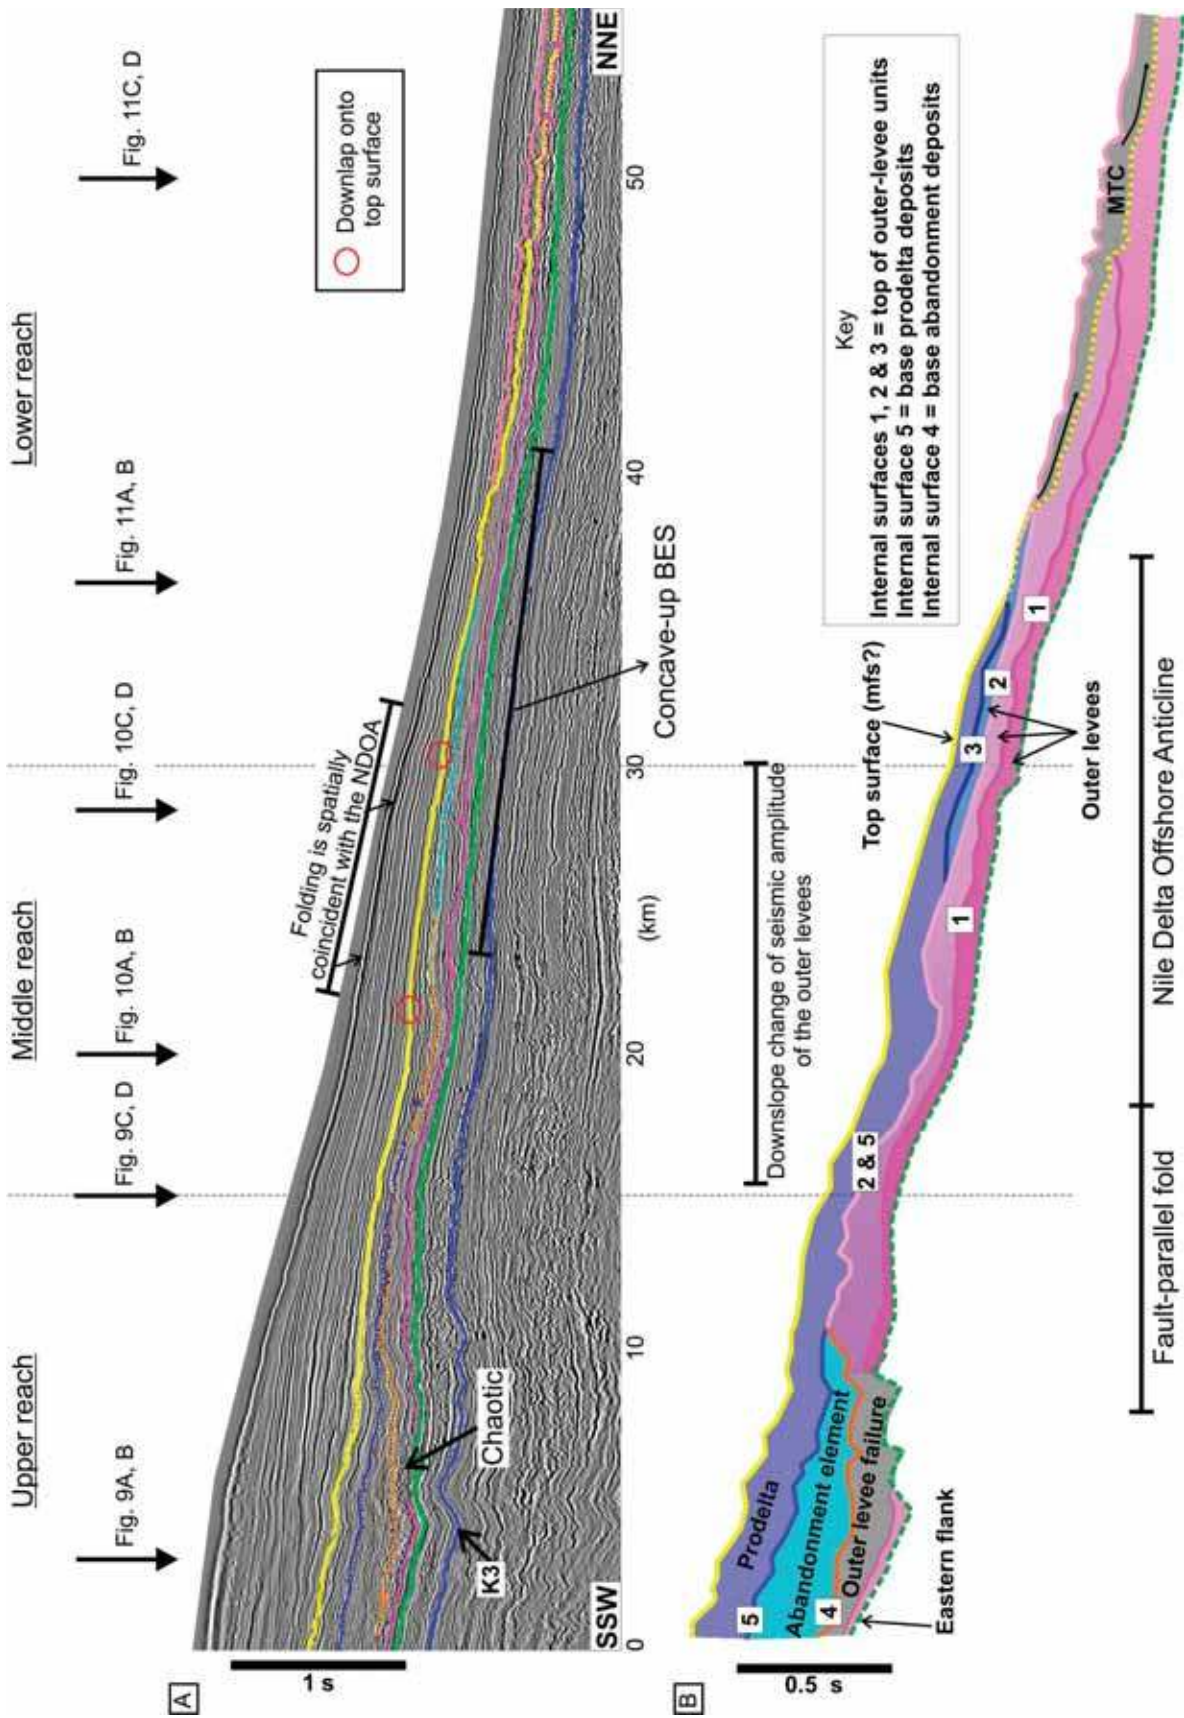 Upper reach
Middle reach
Lower reach
Fig. 9A, B
Fig. 9C, D
Fig. 10A, B
Fig. 10C, D
Fig. 11A, B
Fig. 11C, D
A
1 s
Folding is spatially
coincident with the NDOA
Downlap onto
top surface
K3
Chaotic
SSW
NNE
0
10
20
(km)
30
40
50
Concave-up BES
B
0.5 s
Downslope change of seismic amplitude
of the outer levees
Top surface (mfs?)
Key
Internal surfaces 1, 2 & 3 = top of outer-levee units
Internal surface 5 = base prodelta deposits
Internal surface 4 = base abandonment deposits
5
Prodelta
Abandonment element
4
Outer levee failure
Eastern flank
2 & 5
1
3
2
1
Outer levees
MTC
Fault-parallel fold
Nile Delta Offshore Anticline